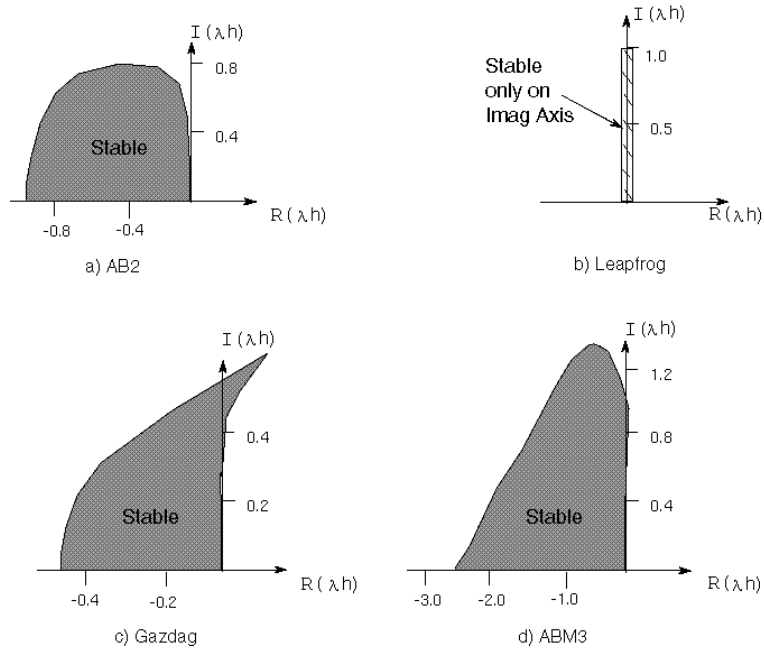 I (λh)
0.8
0.4
Stable
R (λh)
-0.8
-0.4
a) AB2
I (λh)
1.0
Stable
only on
Imag Axis
0.5
R (λh)
b) Leapfrog
I (λh)
0.4
0.2
Stable
R (λh)
-0.4
-0.2
c) Gazdag
I (λh)
1.2
0.8
0.4
Stable
R (λh)
-3.0
-2.0
-1.0
d) ABM3